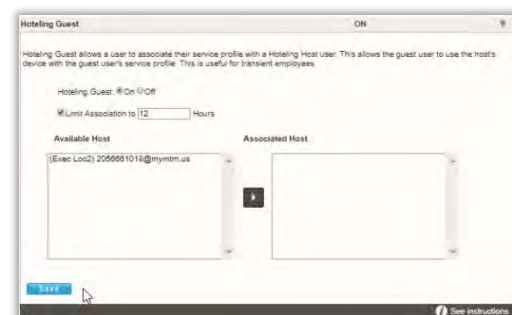 Hoteling Guest ON
Hoteling Guest allows a user to associate their service profile with a Hoteling Host user. This allows the guest user to use the host's
device with the guest user's service profile. This is useful for transient employees
Hoteling Guest: On Off
Limit Association to 12 Hours
Available Host Associated Host
(Exec Loc2) 2056661018@mymtm.us
Save
See instructions